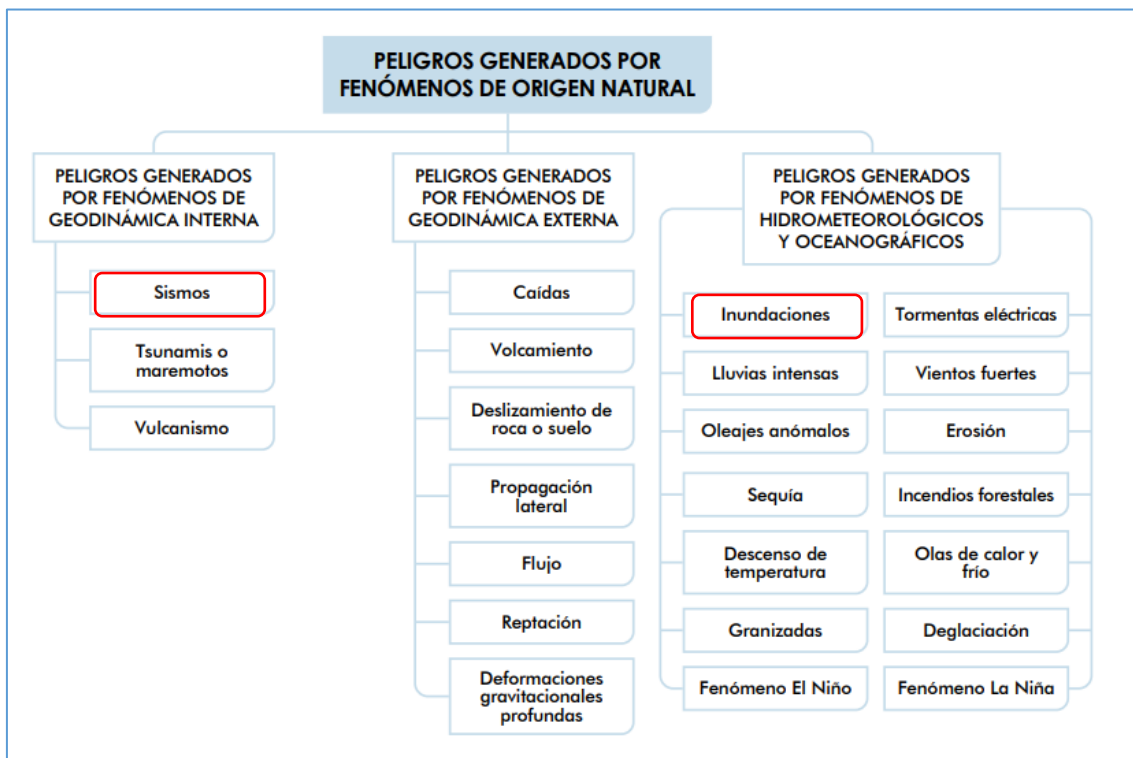 PELIGROS GENERADOS POR
FENÓMENOS DE ORIGEN NATURAL
PELIGROS GENERADOS
POR FENÓMENOS DE
GEODINÁMICA INTERNA
Sismos
Tsunamis o
maremotos
Vulcanismo
PELIGROS GENERADOS
POR FENÓMENOS DE
GEODINÁMICA EXTERNA
Caídas
Volcamiento
Deslizamiento de
roca o suelo
Propagación
lateral
Flujo
Reptación
Deformaciones
gravitacionales
profundas
PELIGROS GENERADOS
POR FENÓMENOS DE
HIDROMETEOROLÓGICOS
Y OCEANOGRÁFICOS
Inundaciones
Lluvias intensas
Oleajes anómalos
Sequía
Descenso de
temperatura
Granizadas
Fenómeno El Niño
Tormentas eléctricas
Vientos fuertes
Erosión
Incendios forestales
Olas de calor y
frío
Deglaciación
Fenómeno La Niña